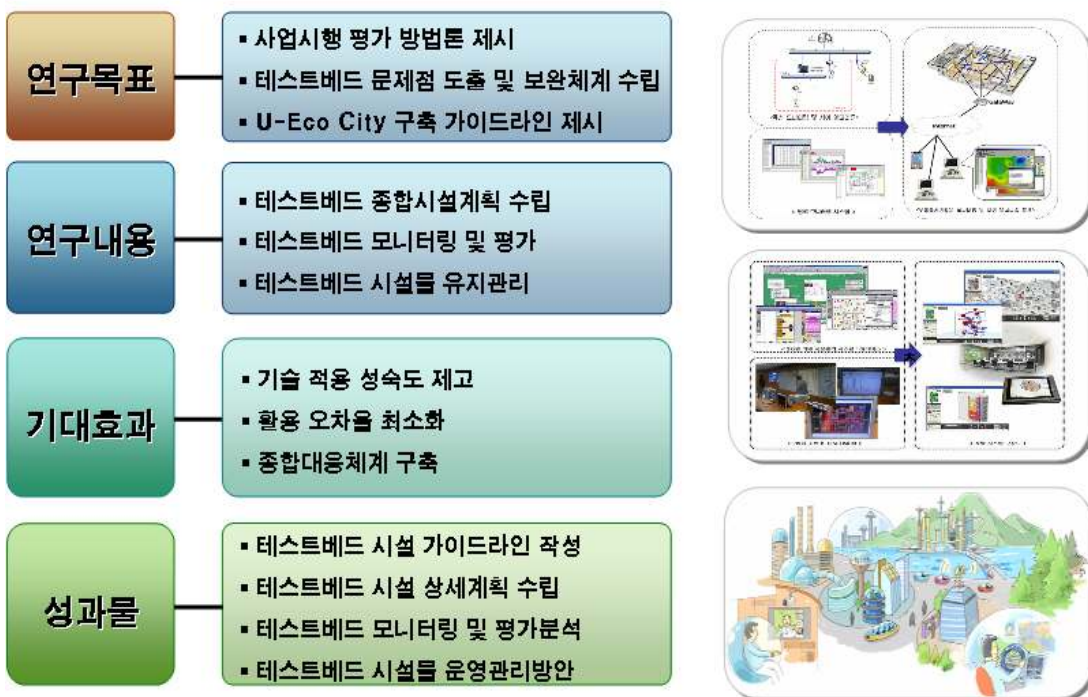 연구목표
▪ 사업시행 평가 방법론 제시
▪ 테스트베드 문제점 도출 및 보완체계 수립
▪ U-Eco City 구축 가이드라인 제시
연구내용
▪ 테스트베드 종합시설계획 수립
▪ 테스트베드 모니터링 및 평가
▪ 테스트베드 시설물 유지관리
기대효과
▪ 기술 적용 성숙도 제고
▪ 활용 오차율 최소화
▪ 종합대응체계 구축
성과물
▪ 테스트베드 시설 가이드라인 작성
▪ 테스트베드 시설 상세계획 수립
▪ 테스트베드 모니터링 및 평가분석
▪ 테스트베드 시설물 운영관리방안
GateWay
Internet